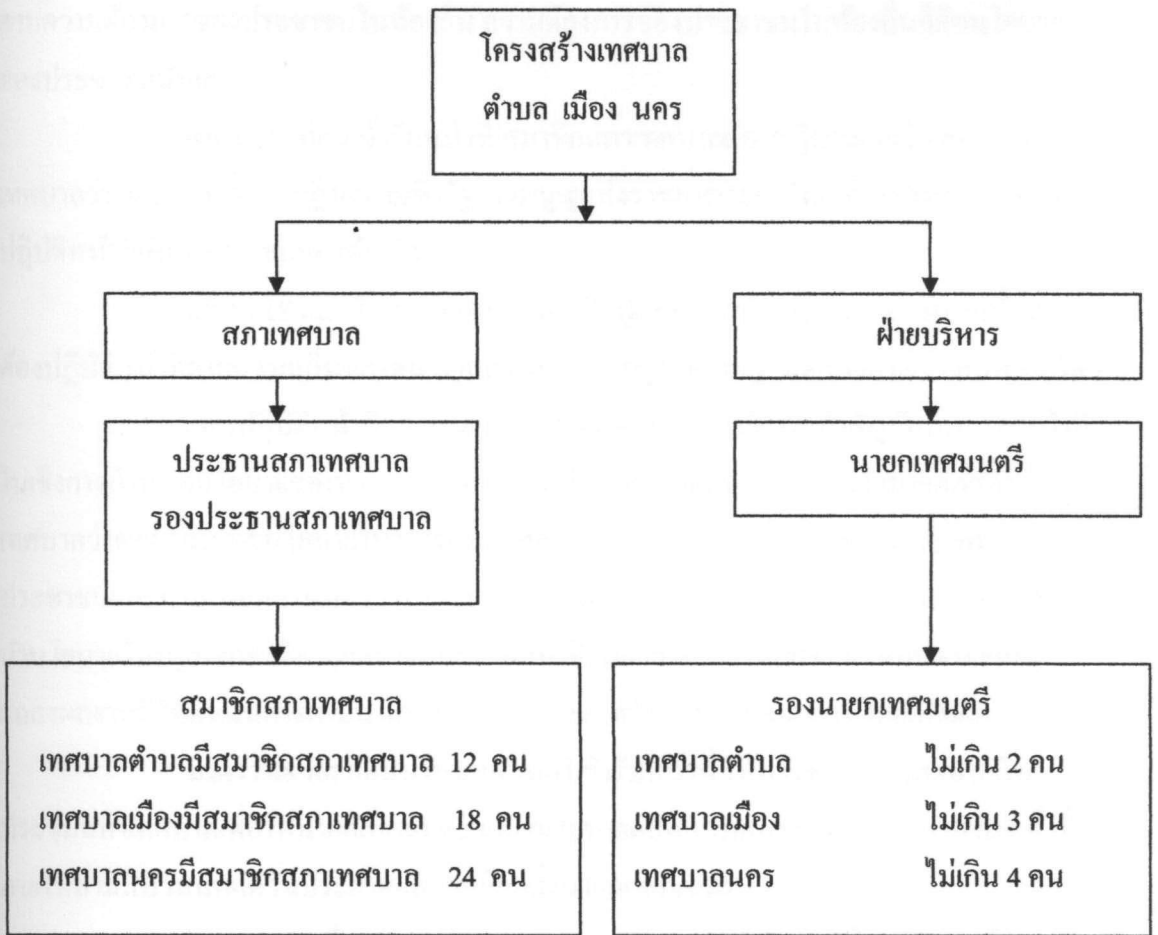 โครงสร้างเทศบาล
ตำบล เมือง นคร
สภาเทศบาล
ฝ่ายบริหาร
ประธานสภาเทศบาล
รองประธานสภาเทศบาล
นายกเทศมนตรี
สมาชิกสภาเทศบาล
เทศบาลตำบลมีสมาชิกสภาเทศบาล 12 คน
เทศบาลเมืองมีสมาชิกสภาเทศบาล 18 คน
เทศบาลนครมีสมาชิกสภาเทศบาล 24 คน
รองนายกเทศมนตรี
เทศบาลตำบล ไม่เกิน 2 คน
เทศบาลเมือง ไม่เกิน 3 คน
เทศบาลนคร ไม่เกิน 4 คน